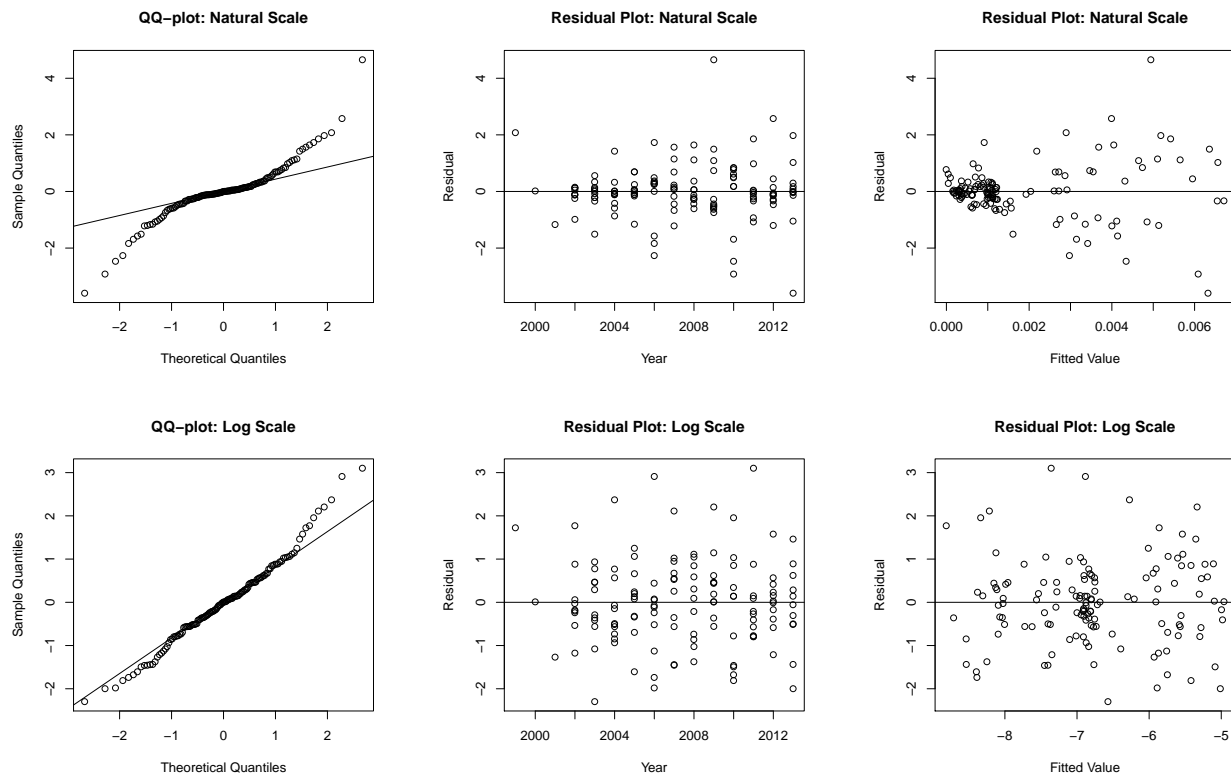 QQ−plot: Natural Scale
Sample Quantiles
4
2
0
−2
−2 −1 0 1 2
Theoretical Quantiles
Residual Plot: Natural Scale
Residual
4
2
0
−2
2000 2004 2008 2012
Year
Residual Plot: Natural Scale
Residual
4
2
0
−2
0.000 0.002 0.004 0.006
Fitted Value
QQ−plot: Log Scale
Sample Quantiles
3
2
1
0
−1
−2
−2 −1 0 1 2
Theoretical Quantiles
Residual Plot: Log Scale
Residual
3
2
1
0
−1
−2
2000 2004 2008 2012
Year
Residual Plot: Log Scale
Residual
3
2
1
0
−1
−2
−8 −7 −6 −5
Fitted Value